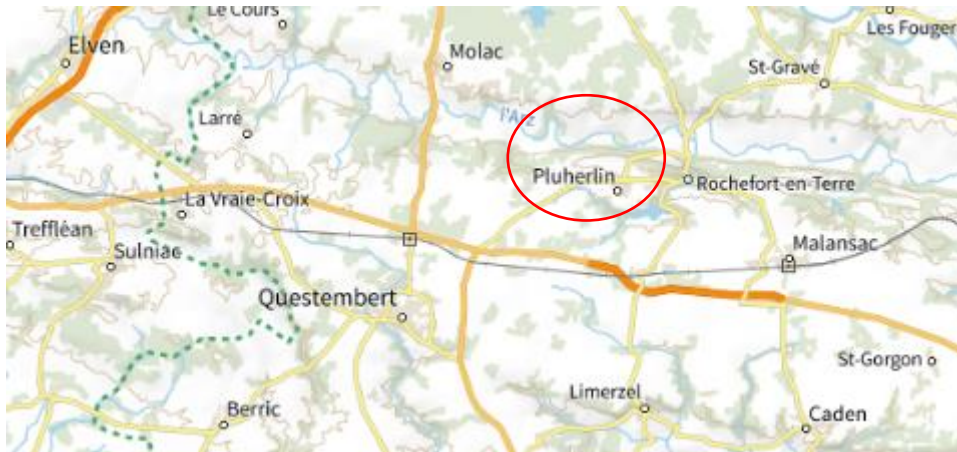 Le Cours
Les Fouger
Elven
Molac
St-Gravé
l'Arz
Larré
Pluherlin
Rochefort-en-Terre
La Vraie-Croix
Treffléan
Sulniac
Malansac
Questembert
St-Gorgon
Limerzel
Berric
Caden